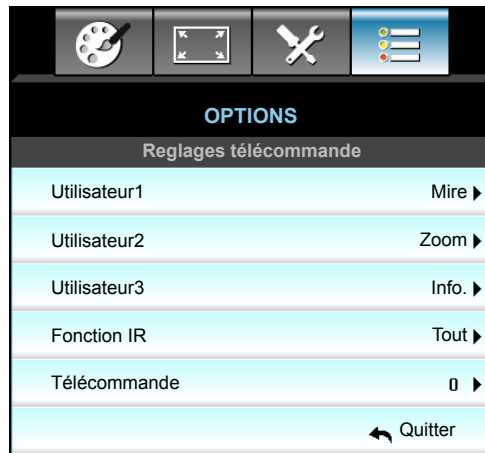 OPTIONS
Reglages télécommande
Utilisateur1 Mire
Utilisateur2 Zoom
Utilisateur3 Info.
Fonction IR Tout
Télécommande 0
Quitter